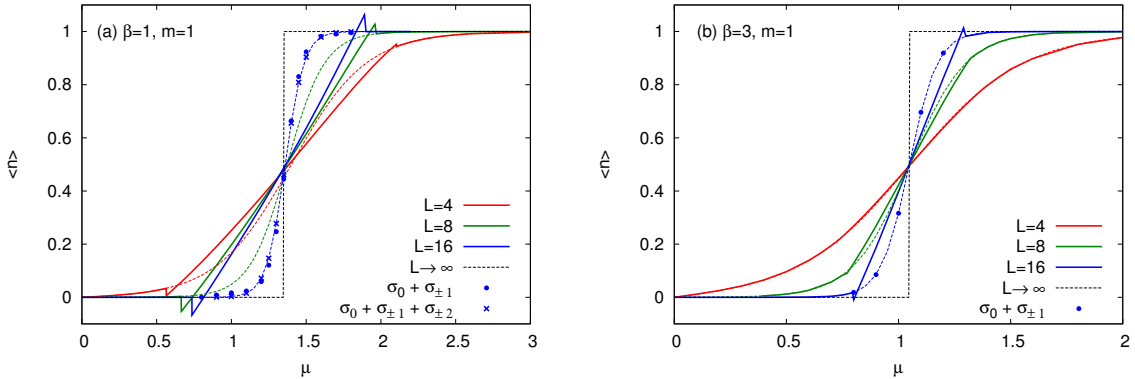 (a) β=1, m=1
<n>
1
0.8
0.6
0.4
0.2
0
L=4
L=8
L=16
L→∞
σ0 + σ±1
σ0 + σ±1 + σ±2
0 0.5 1 1.5 2 2.5 3
μ
(b) β=3, m=1
<n>
1
0.8
0.6
0.4
0.2
0
L=4
L=8
L=16
L→∞
σ0 + σ±1
0 0.5 1 1.5 2
μ